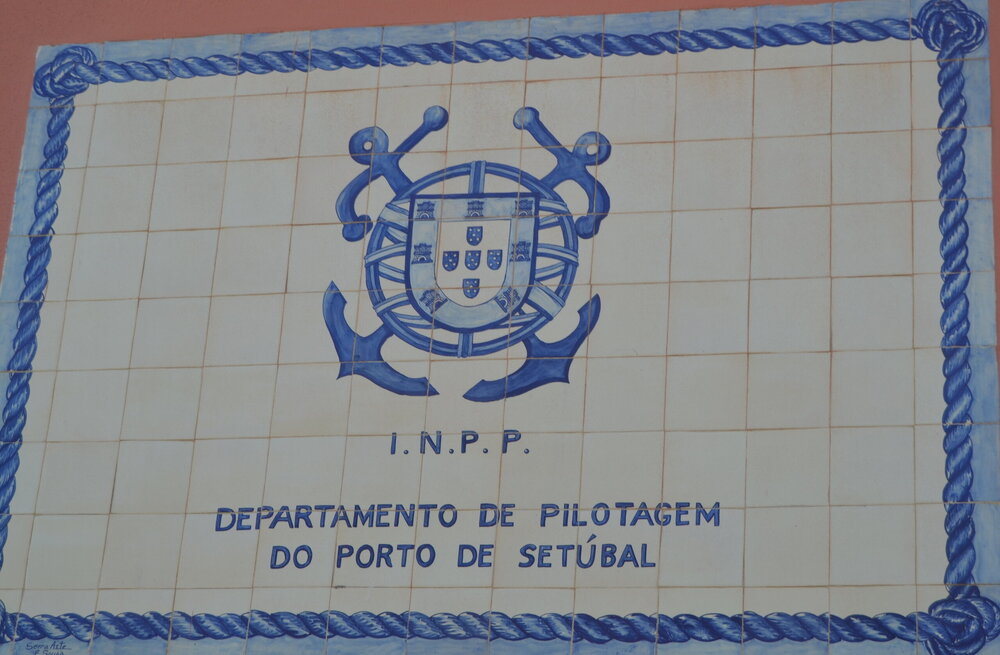 I.N.P.P.
DEPARTAMENTO DE PILOTAGEM
DO PORTO DE SETÚBAL